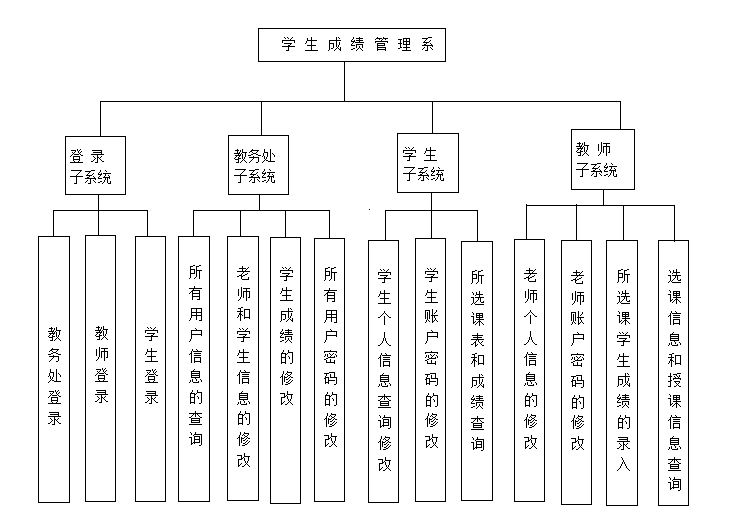 学生成绩管理系
登录
子系统
教务处
子系统
学生
子系统
教师
子系统
教务处登录
教师登录
学生登录
所有用户信息的查询
老师和学生信息的修改
学生成绩的修改
所有用户密码的修改
学生个人信息查询修改
学生账户密码的修改
所选课表和成绩查询
老师个人信息的修改
老师账户密码的修改
所选课学生成绩的录入
选课信息和授课信息查询